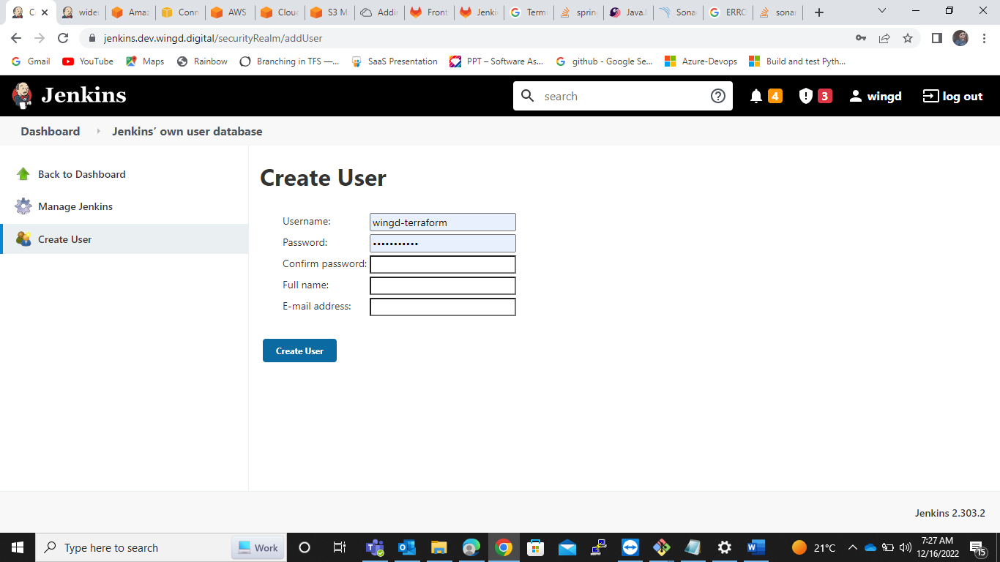 C
wide
Amaz
Conn
AWS
Clou
S3 M
Addi
Front
Jenki
Termi
sprin
Java.l
Sona
ERRC
sona
jenkins.dev.wingd.digital/securityRealm/addUser
Gmail
YouTube
Maps
Rainbow
Branching in TFS —...
SaaS Presentation
PPT – Software As...
github - Google Se...
Azure-Devops
Build and test Pyth...
Jenkins
search
4
3
wingd
log out
Dashboard
Jenkins’ own user database
Back to Dashboard
Manage Jenkins
Create User
Create User
Username:
wingd-terraform
Password:
•••••••••••
Confirm password:
Full name:
E-mail address:
Create User
Jenkins 2.303.2
Type here to search
Work
21°C
7:27 AM
12/16/2022
15